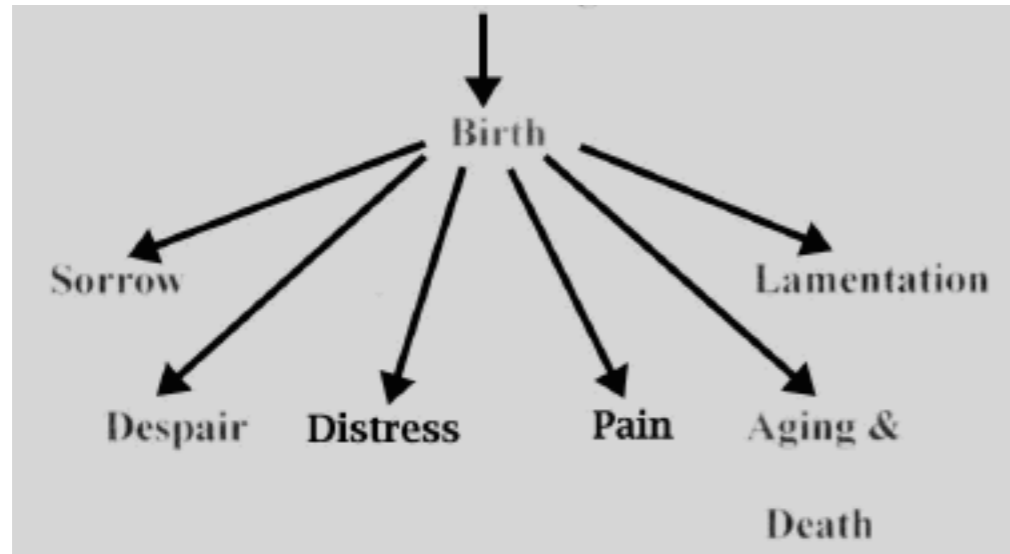 Birth
Sorrow
Lamentation
Despair
Distress
Pain
Aging &
Death